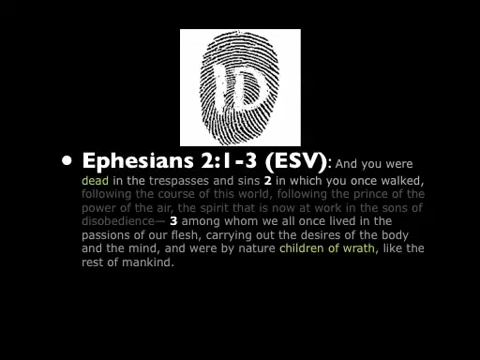 ID
• Ephesians 2:1-3 (ESV): And you were
dead in the trespasses and sins 2 in which you once walked,
following the course of this world, following the prince of the
power of the air, the spirit that is now at work in the sons of
disobedience— 3 among whom we all once lived in the
passions of our flesh, carrying out the desires of the body
and the mind, and were by nature children of wrath, like the
rest of mankind.